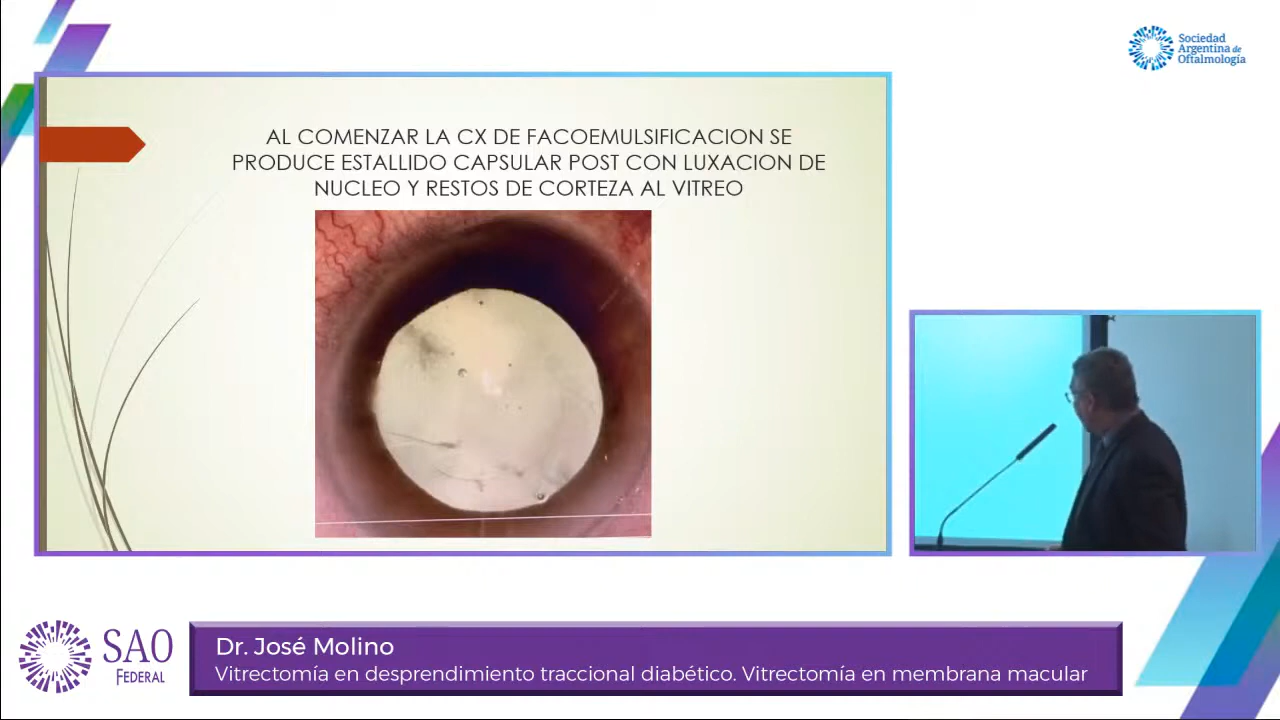 Sociedad
Argentina de
Oftalmología
AL COMENZAR LA CX DE FACOEMULSIFICACION SE
PRODUCE ESTALLIDO CAPSULAR POST CON LUXACION DE
NUCLEO Y RESTOS DE CORTEZA AL VITREO
SAO
FEDERAL
Dr. José Molino
Vitrectomía en desprendimiento traccional diabético. Vitrectomía en membrana macular